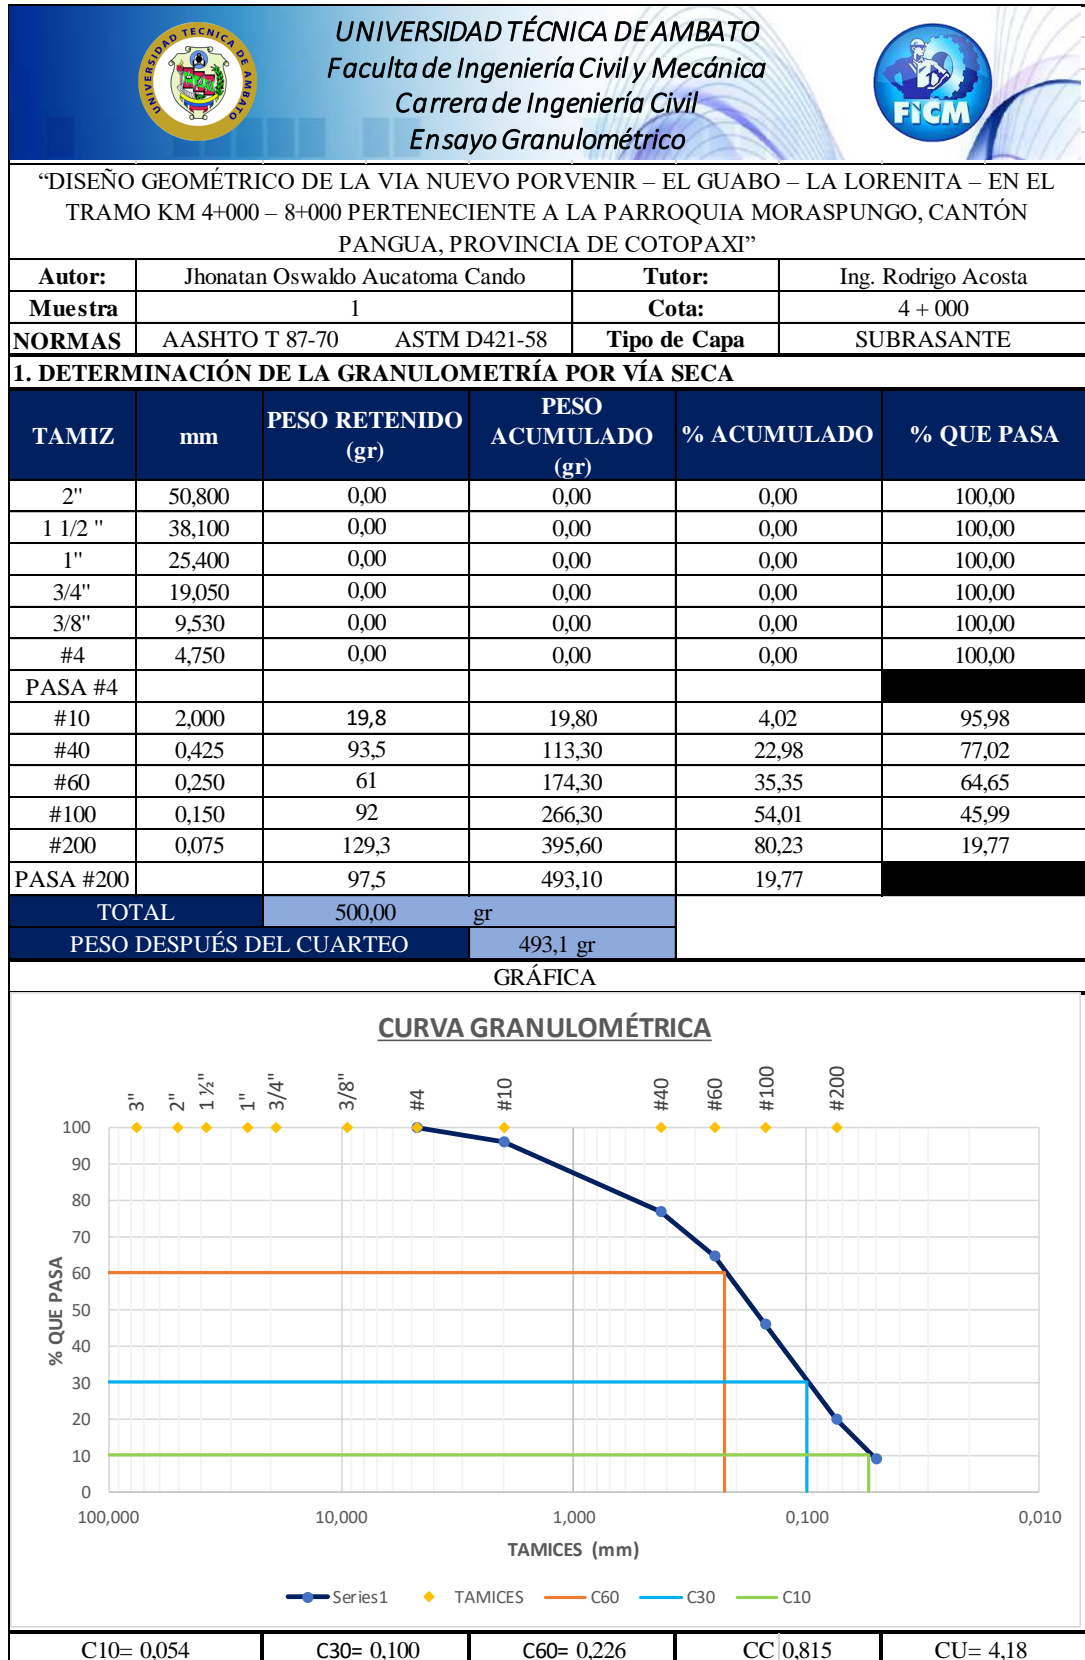 UNIVERSIDAD TÉCNICA DE AMBATO
Faculta de Ingeniería Civil y Mecánica
Carrera de Ingeniería Civil
Ensayo Granulométrico
UNIVERSIDAD TECNICA DE AMBATO
FICM
“DISEÑO GEOMÉTRICO DE LA VIA NUEVO PORVENIR – EL GUABO – LA LORENITA – EN EL
TRAMO KM 4+000 – 8+000 PERTENECIENTE A LA PARROQUIA MORASPUNGO, CANTÓN
PANGUA, PROVINCIA DE COTOPAXI”
Autor: Jhonatan Oswaldo Aucatoma Cando Tutor: Ing. Rodrigo Acosta
Muestra 1 Cota: 4 + 000
NORMAS AASHTO T 87-70 ASTM D421-58 Tipo de Capa SUBRASANTE
1. DETERMINACIÓN DE LA GRANULOMETRÍA POR VÍA SECA
TAMIZ mm PESO RETENIDO (gr) PESO ACUMULADO (gr) % ACUMULADO % QUE PASA
2" 50,800 0,00 0,00 0,00 100,00
1 1/2 " 38,100 0,00 0,00 0,00 100,00
1" 25,400 0,00 0,00 0,00 100,00
3/4" 19,050 0,00 0,00 0,00 100,00
3/8" 9,530 0,00 0,00 0,00 100,00
#4 4,750 0,00 0,00 0,00 100,00
PASA #4
#10 2,000 19,8 19,80 4,02 95,98
#40 0,425 93,5 113,30 22,98 77,02
#60 0,250 61 174,30 35,35 64,65
#100 0,150 92 266,30 54,01 45,99
#200 0,075 129,3 395,60 80,23 19,77
PASA #200 97,5 493,10 19,77
TOTAL 500,00 gr
PESO DESPUÉS DEL CUARTEO 493,1 gr
GRÁFICA
CURVA GRANULOMÉTRICA
3" 2" 1 ½" 1" 3/4" 3/8" #4 #10 #40 #60 #100 #200
100
90
80
70
60
50
40
30
20
10
0
% QUE PASA
100,000 10,000 1,000 0,100 0,010
TAMICES (mm)
Series1 TAMICES C60 C30 C10
C10= 0,054 C30= 0,100 C60= 0,226 CC 0,815 CU= 4,18